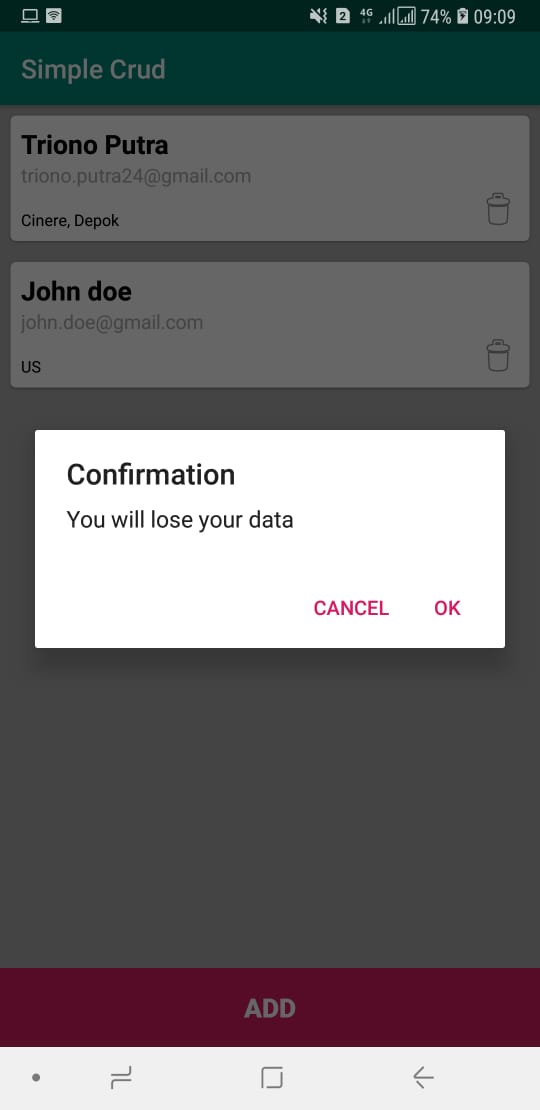 2 4G 74% 09:09
Simple Crud
Triono Putra
triono.putra24@gmail.com
Cinere, Depok
John doe
john.doe@gmail.com
US
Confirmation
You will lose your data
CANCEL OK
ADD